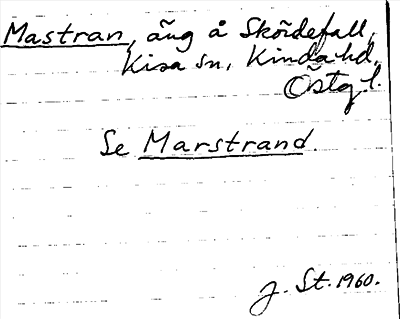 Mastran, äng å Skördefall,
Kisa sn, Kinda hd,
Östg l.
Se Marstrand.
J. St. 1960.